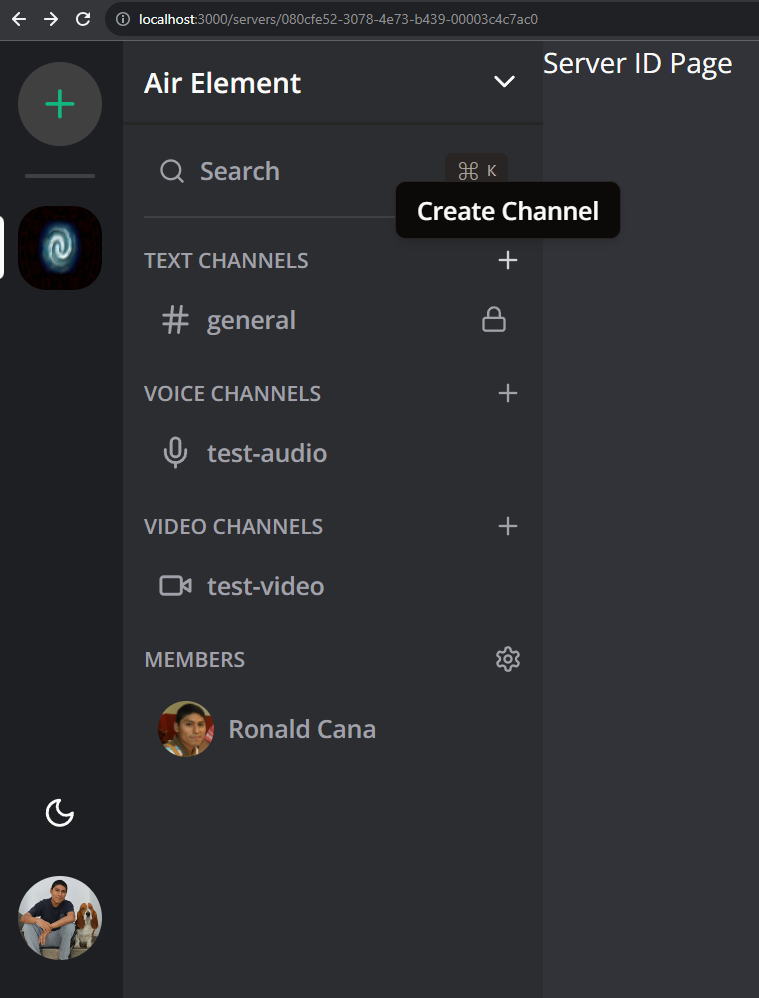 localhost:3000/servers/080cfe52-3078-4e73-b439-00003c4c7ac0
Air Element
Server ID Page
Search
⌘ K
Create Channel
TEXT CHANNELS
general
VOICE CHANNELS
test-audio
VIDEO CHANNELS
test-video
MEMBERS
Ronald Cana